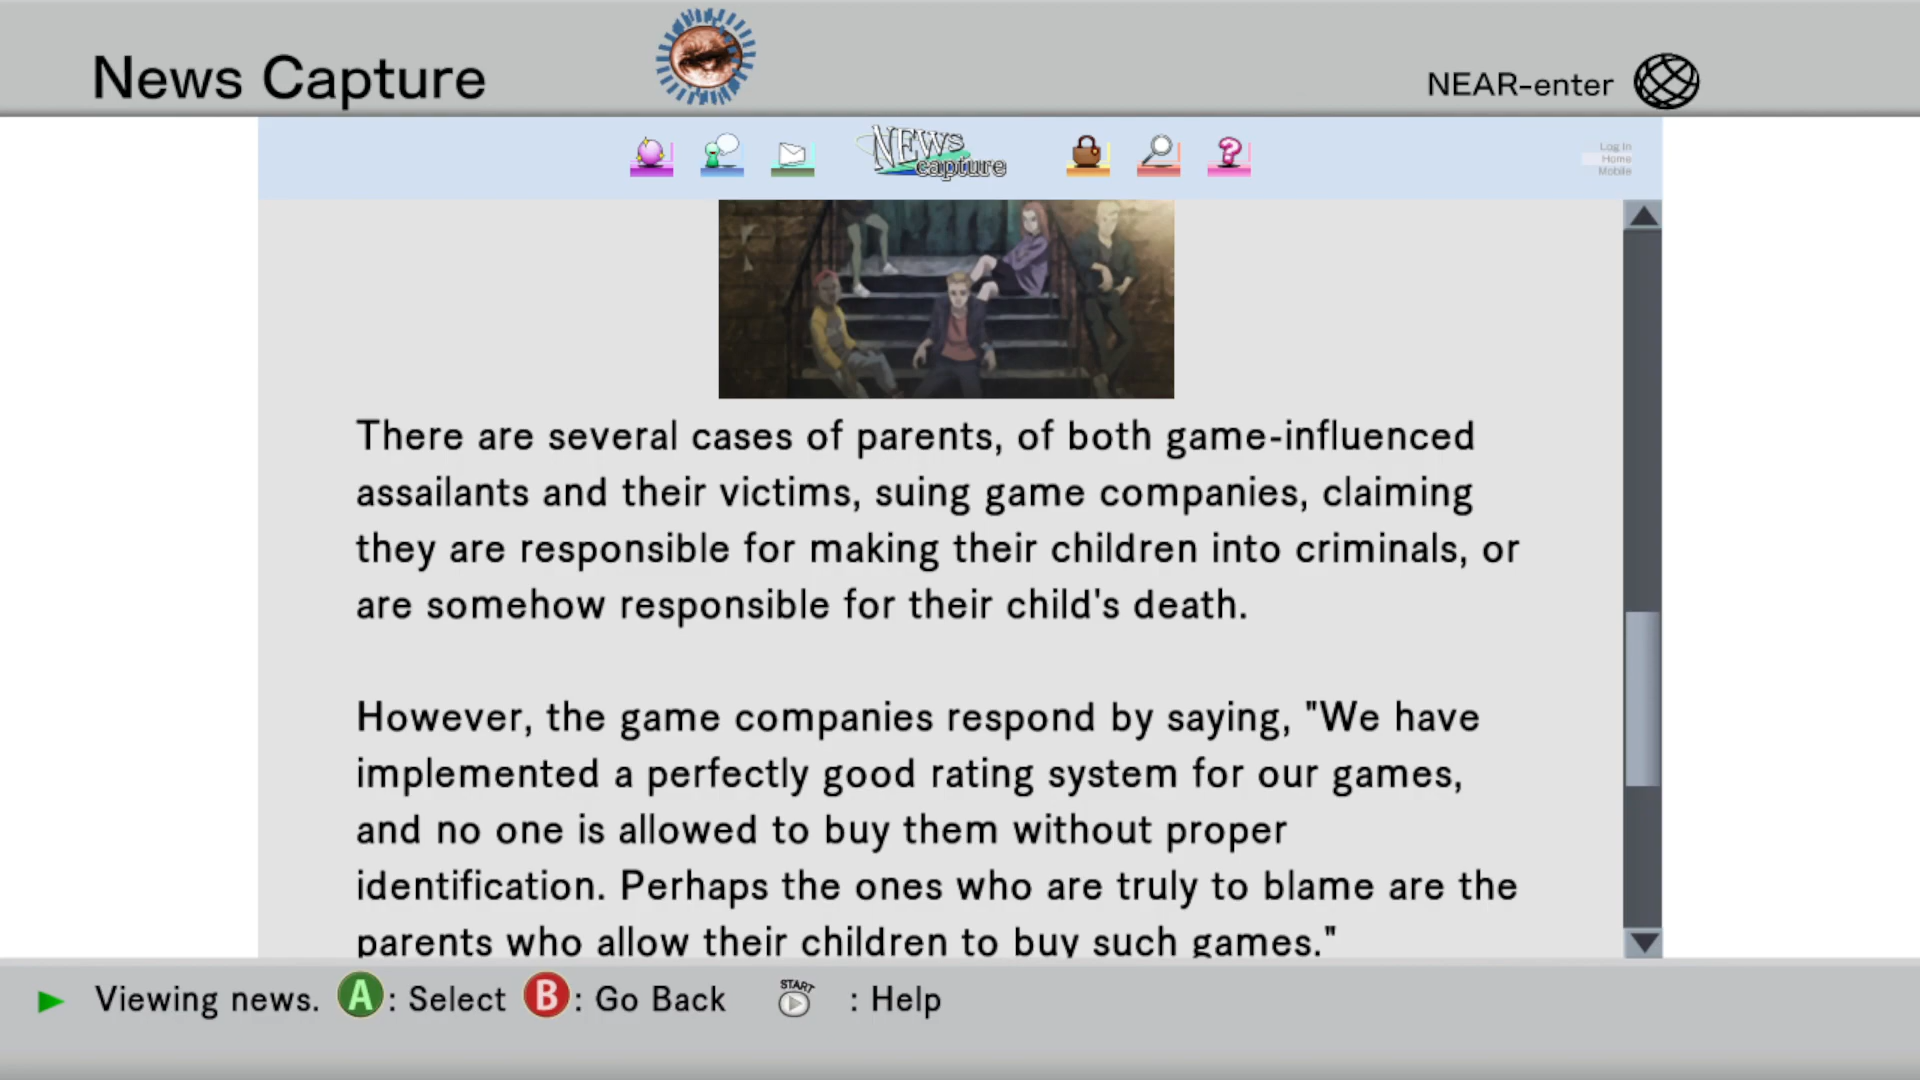 News Capture
NEAR-enter
NEWS
capture
Log In
Home
Mobile
There are several cases of parents, of both game-influenced
assailants and their victims, suing game companies, claiming
they are responsible for making their children into criminals, or
are somehow responsible for their child's death.
However, the game companies respond by saying, "We have
implemented a perfectly good rating system for our games,
and no one is allowed to buy them without proper
identification. Perhaps the ones who are truly to blame are the
parents who allow their children to buy such games."
Viewing news. A : Select B : Go Back START : Help